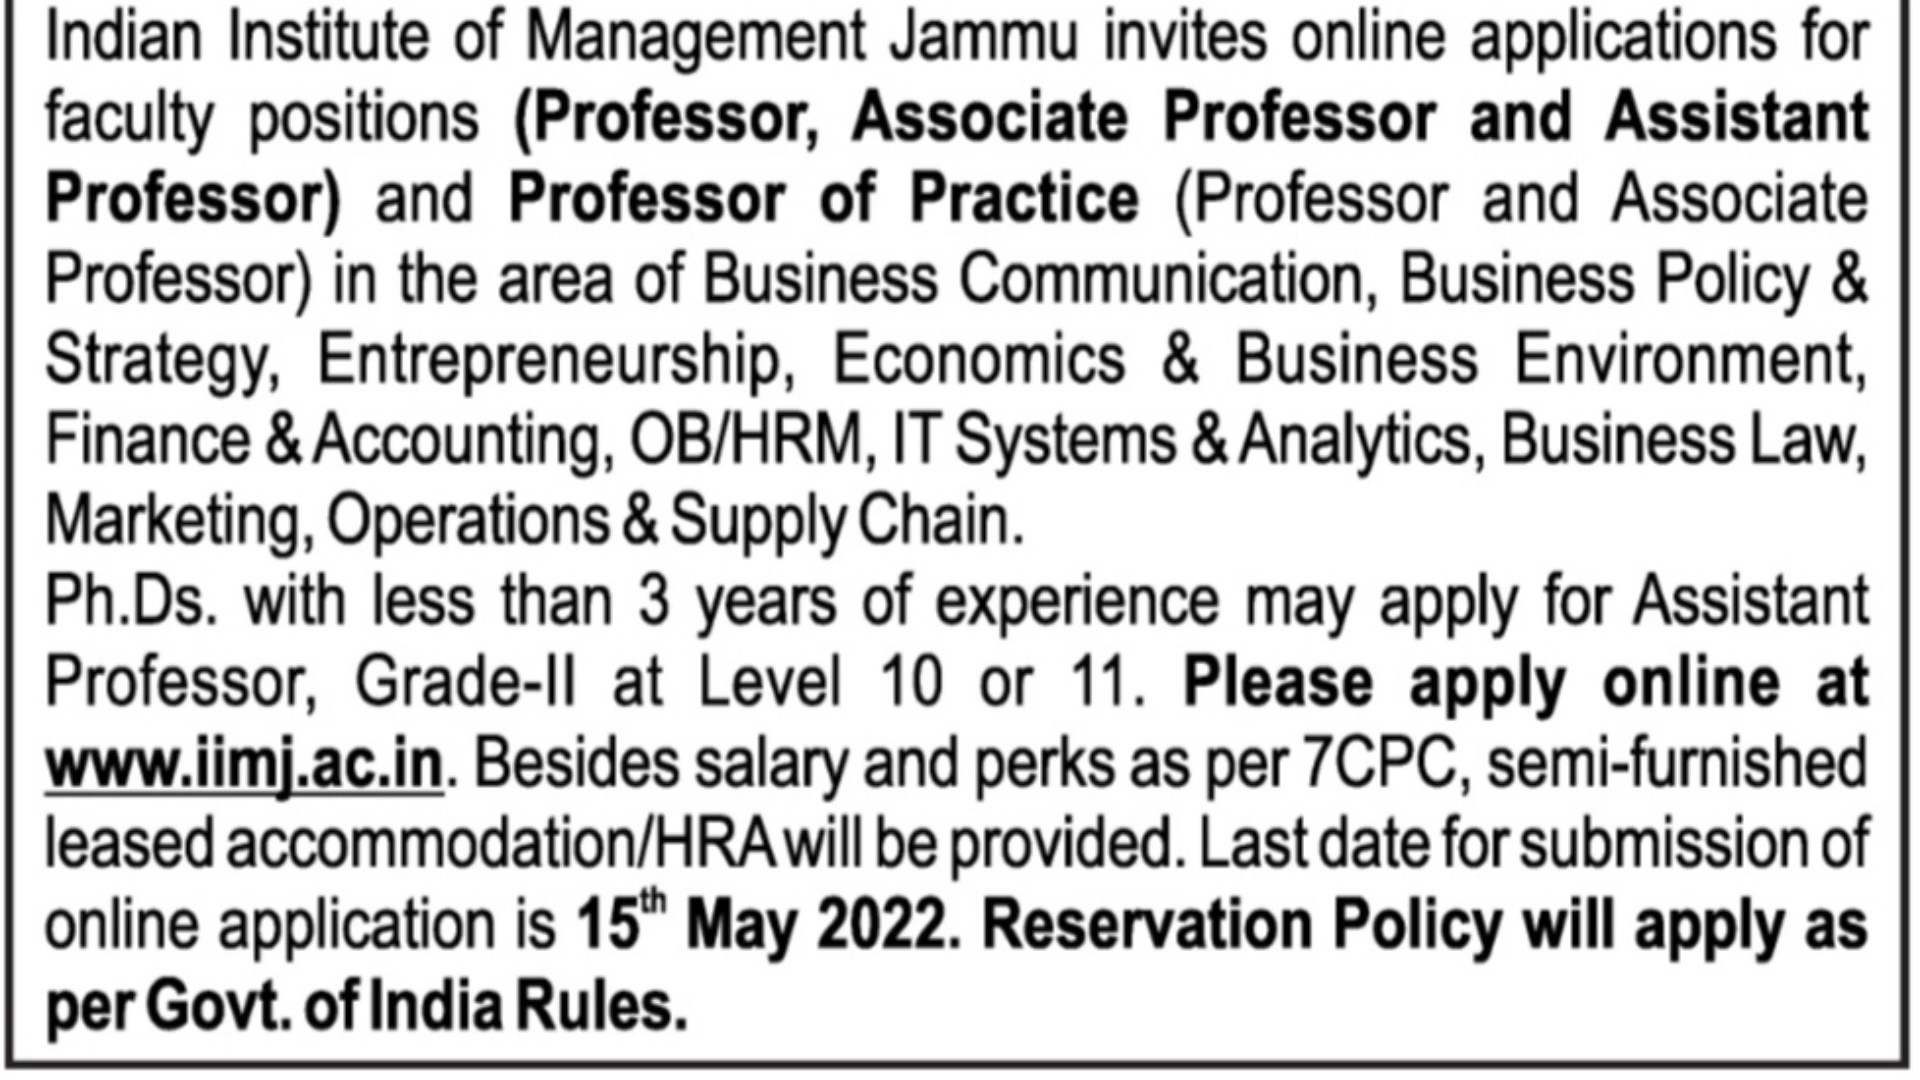 Indian Institute of Management Jammu invites online applications for
faculty positions (Professor, Associate Professor and Assistant
Professor) and Professor of Practice (Professor and Associate
Professor) in the area of Business Communication, Business Policy &
Strategy, Entrepreneurship, Economics & Business Environment,
Finance & Accounting, OB/HRM, IT Systems & Analytics, Business Law,
Marketing, Operations & Supply Chain.
Ph.Ds. with less than 3 years of experience may apply for Assistant
Professor, Grade-II at Level 10 or 11. Please apply online at
www.iimj.ac.in. Besides salary and perks as per 7CPC, semi-furnished
leased accommodation/HRA will be provided. Last date for submission of
online application is 15th May 2022. Reservation Policy will apply as
per Govt. of India Rules.